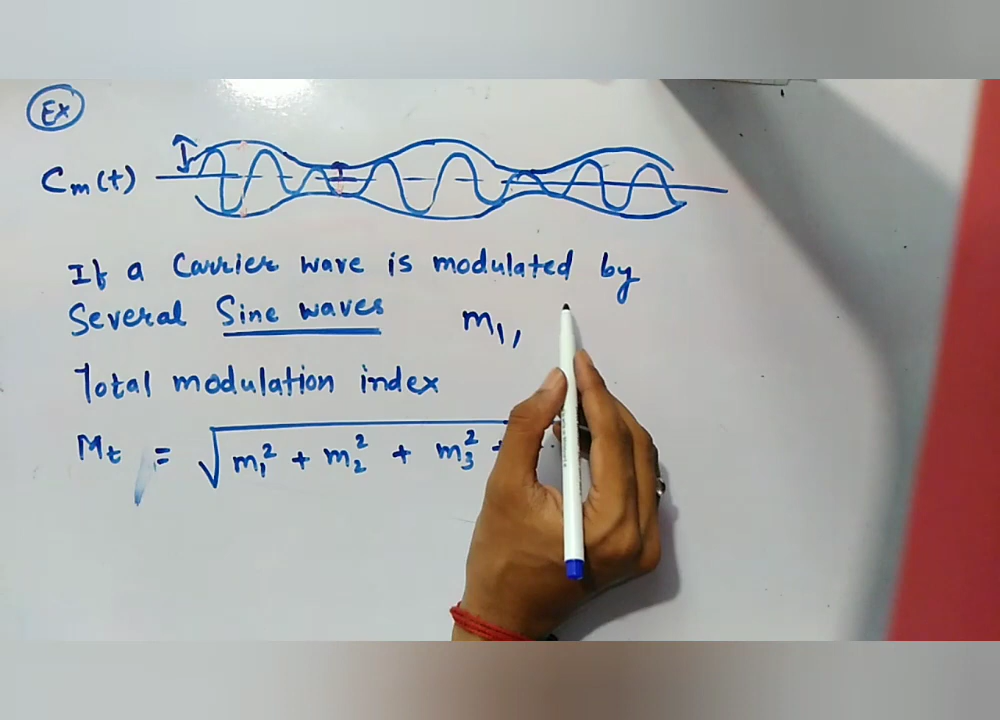 Ex
Cm(t)
If a Carrier wave is modulated by
Several Sine waves
m1,
Total modulation index
Mt = √m1² + m2² + m3² +